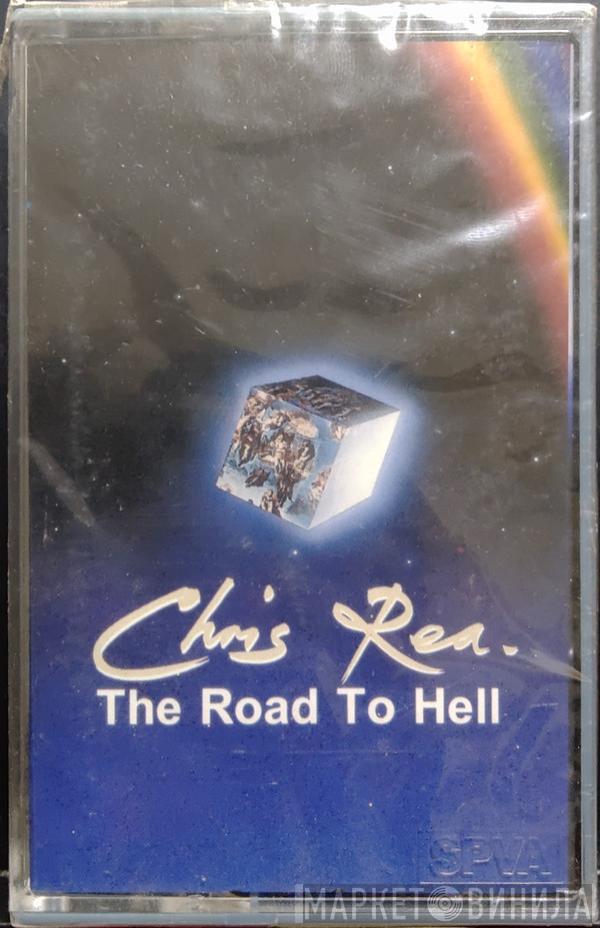 Chris Rea.
The Road To Hell
SPVA
МАРКЕТ ВИНИЛА